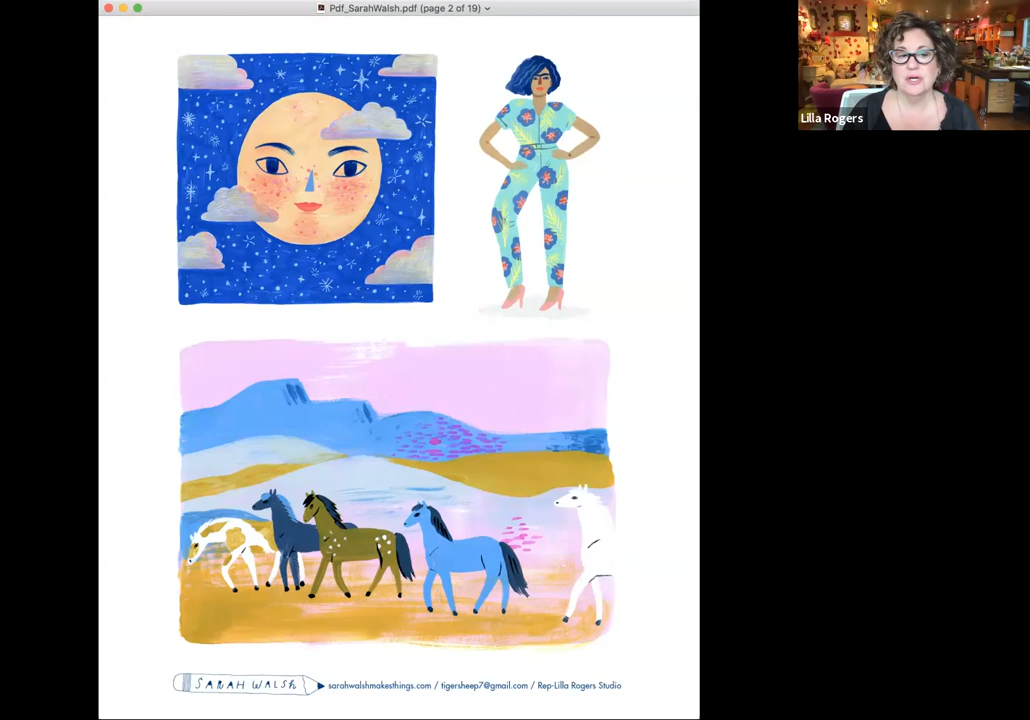 Pdf_SarahWalsh.pdf (page 2 of 19)
Lilla Rogers
SARAH WALSH
sarahwalshmakesthings.com / tigersheep7@gmail.com / Rep-Lilla Rogers Studio